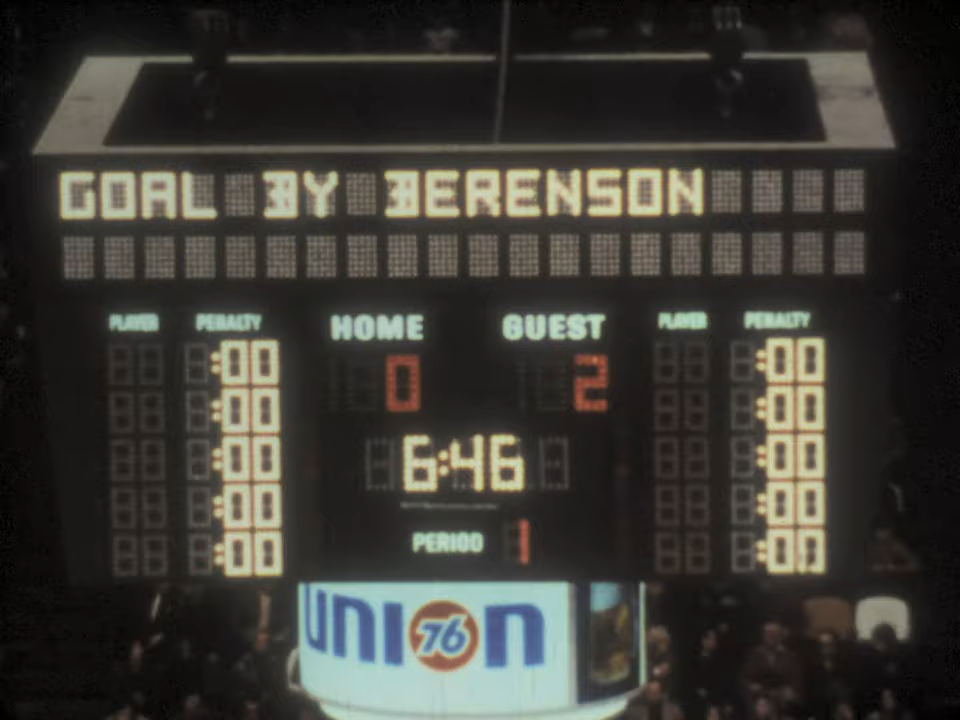 GOAL BY BERENSON
PLAYER PENALTY HOME GUEST PLAYER PENALTY
:00 0 2 :00
:00 :00
:00 6:46 :00
:00 :00
:00 PERIOD 1 :00
UNION 76